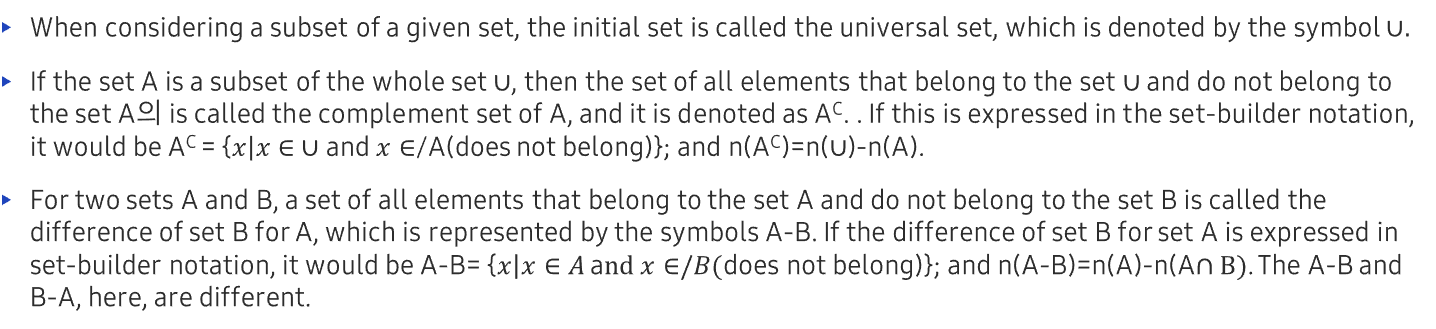 ▸ When considering a subset of a given set, the initial set is called the universal set, which is denoted by the symbol ∪.
▸ If the set A is a subset of the whole set ∪, then the set of all elements that belong to the set ∪ and do not belong to
the set A의 is called the complement set of A, and it is denoted as Aᶜ. . If this is expressed in the set-builder notation,
it would be Aᶜ = {x|x ∈ ∪ and x ∈/A(does not belong)}; and n(Aᶜ)=n(∪)-n(A).
▸ For two sets A and B, a set of all elements that belong to the set A and do not belong to the set B is called the
difference of set B for A, which is represented by the symbols A-B. If the difference of set B for set A is expressed in
set-builder notation, it would be A-B= {x|x ∈ A and x ∈/B(does not belong)}; and n(A-B)=n(A)-n(A∩ B). The A-B and
B-A, here, are different.